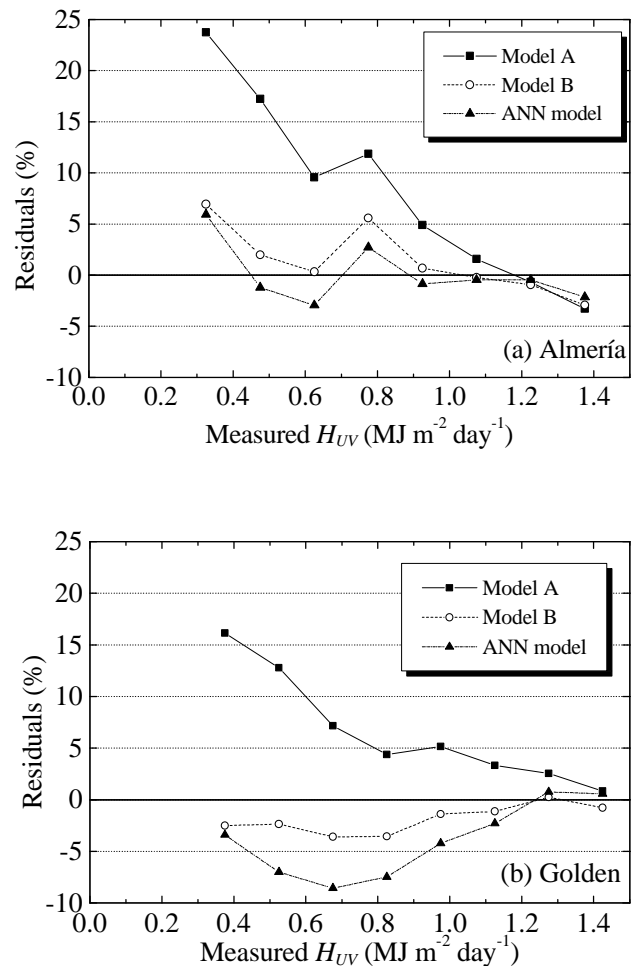 25
20
15
10
5
0
-5
-10
Residuals (%)
Model A
Model B
ANN model
(a) Almería
0.0 0.2 0.4 0.6 0.8 1.0 1.2 1.4
Measured H_UV (MJ m^-2 day^-1)
25
20
15
10
5
0
-5
-10
Residuals (%)
Model A
Model B
ANN model
(b) Golden
0.0 0.2 0.4 0.6 0.8 1.0 1.2 1.4
Measured H_UV (MJ m^-2 day^-1)